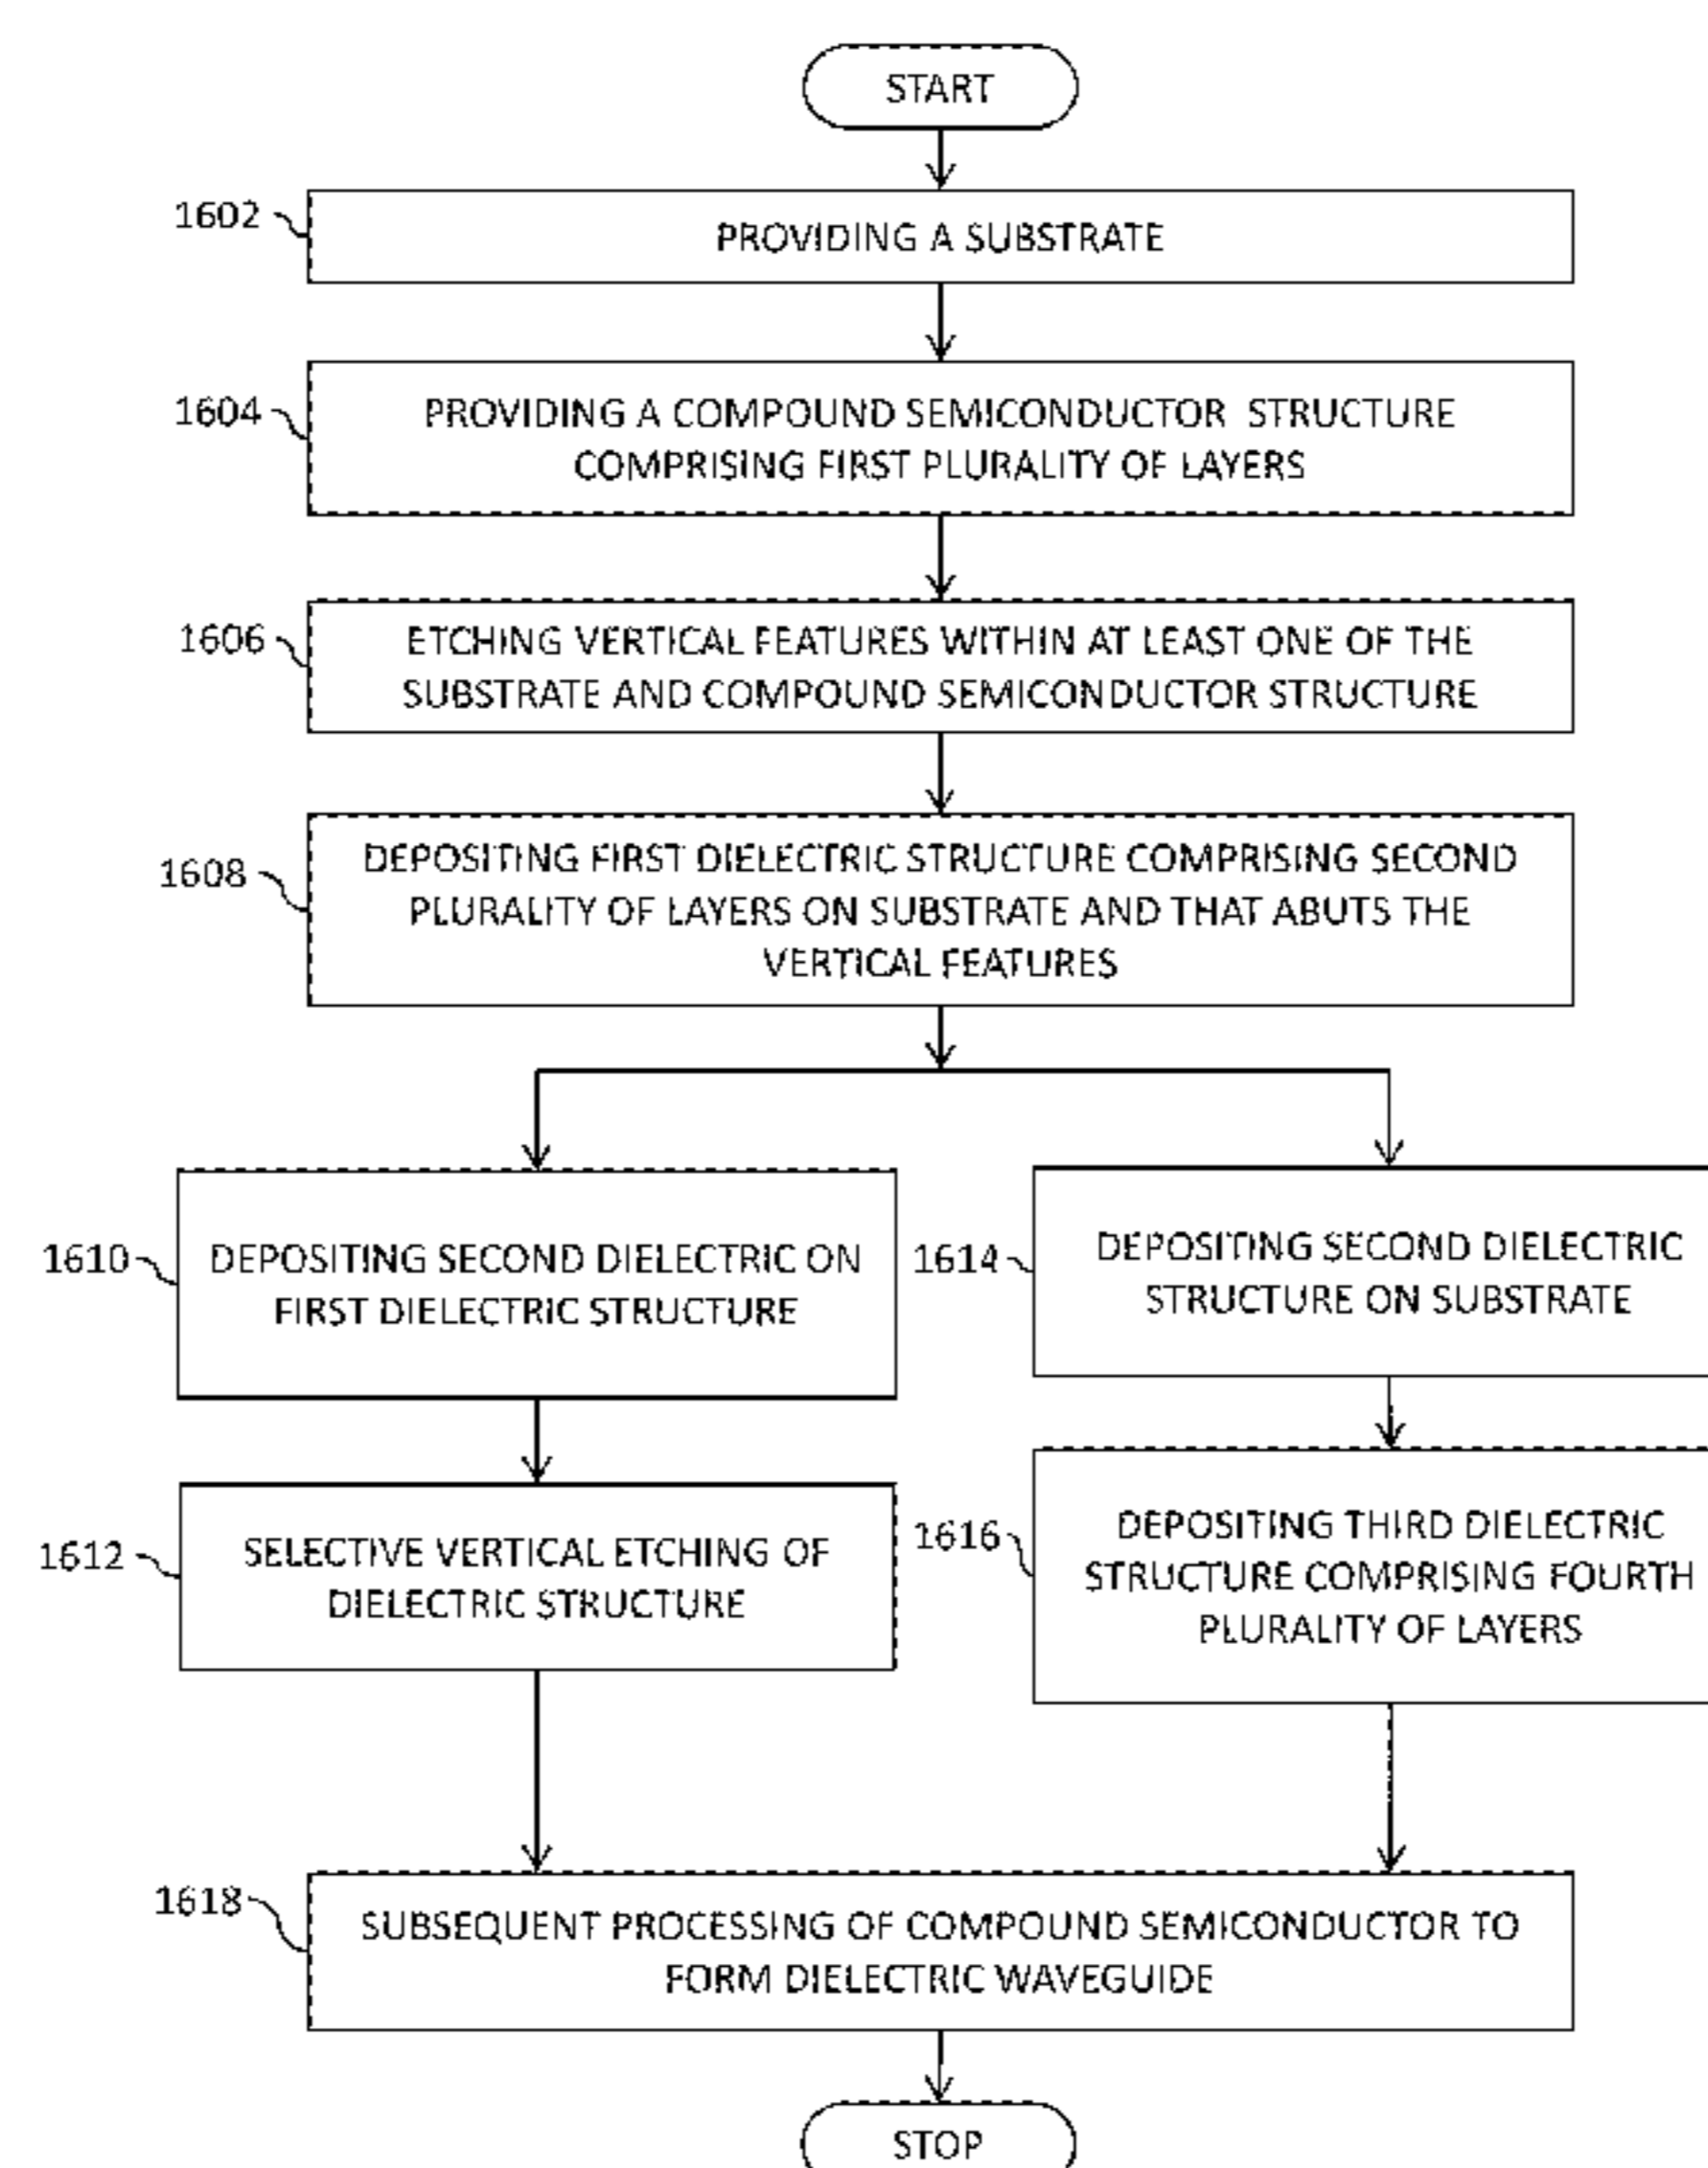 START
1602
PROVIDING A SUBSTRATE
1604
PROVIDING A COMPOUND SEMICONDUCTOR STRUCTURE
COMPRISING FIRST PLURALITY OF LAYERS
1606
ETCHING VERTICAL FEATURES WITHIN AT LEAST ONE OF THE
SUBSTRATE AND COMPOUND SEMICONDUCTOR STRUCTURE
1608
DEPOSITING FIRST DIELECTRIC STRUCTURE COMPRISING SECOND
PLURALITY OF LAYERS ON SUBSTRATE AND THAT ABUTS THE
VERTICAL FEATURES
1610
DEPOSITING SECOND DIELECTRIC ON
FIRST DIELECTRIC STRUCTURE
1614
DEPOSITING SECOND DIELECTRIC
STRUCTURE ON SUBSTRATE
1612
SELECTIVE VERTICAL ETCHING OF
DIELECTRIC STRUCTURE
1616
DEPOSITING THIRD DIELECTRIC
STRUCTURE COMPRISING FOURTH
PLURALITY OF LAYERS
1618
SUBSEQUENT PROCESSING OF COMPOUND SEMICONDUCTOR TO
FORM DIELECTRIC WAVEGUIDE
STOP